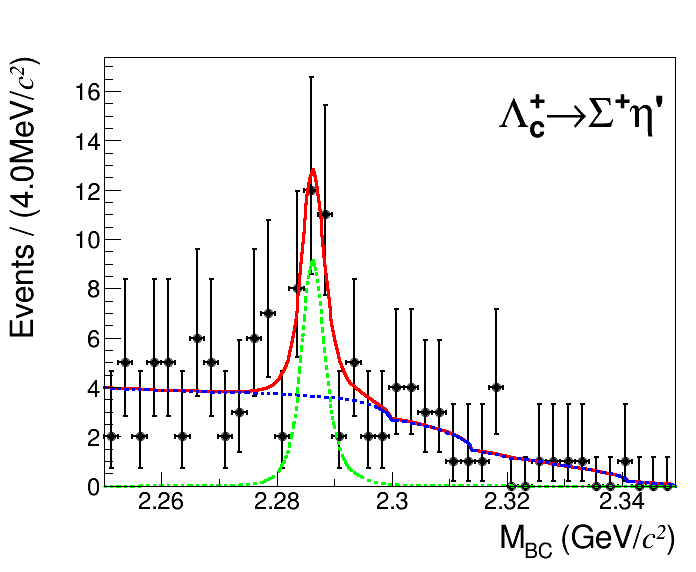 Events / (4.0MeV/c²)
16
14
12
10
8
6
4
2
0
Λc⁺→Σ⁺η'
2.26 2.28 2.3 2.32 2.34
M_BC (GeV/c²)